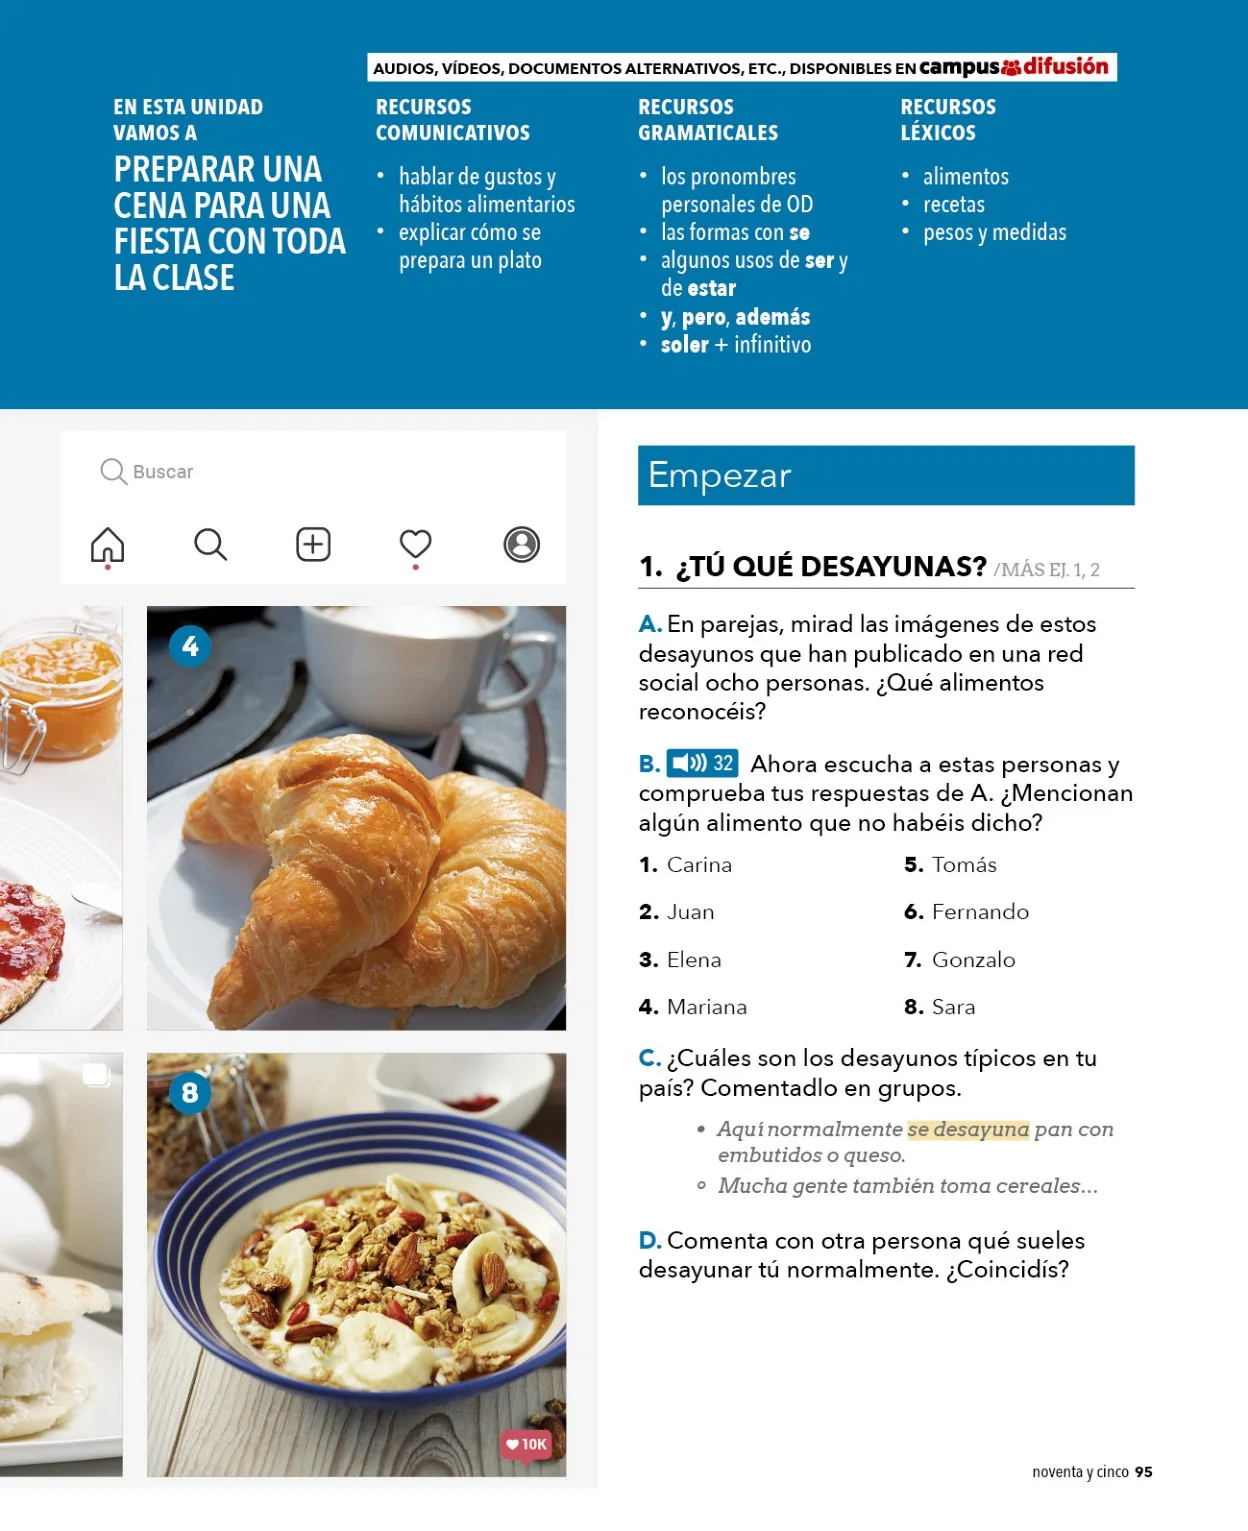 AUDIOS, VÍDEOS, DOCUMENTOS ALTERNATIVOS, ETC., DISPONIBLES EN campus difusión
EN ESTA UNIDAD
VAMOS A
PREPARAR UNA
CENA PARA UNA
FIESTA CON TODA
LA CLASE
RECURSOS
COMUNICATIVOS
• hablar de gustos y
hábitos alimentarios
• explicar cómo se
prepara un plato
RECURSOS
GRAMATICALES
• los pronombres
personales de OD
• las formas con se
• algunos usos de ser y
de estar
• y, pero, además
• soler + infinitivo
RECURSOS
LÉXICOS
• alimentos
• recetas
• pesos y medidas
Buscar
4
8
10K
Empezar
1. ¿TÚ QUÉ DESAYUNAS? /MÁS EJ. 1, 2
A. En parejas, mirad las imágenes de estos
desayunos que han publicado en una red
social ocho personas. ¿Qué alimentos
reconocéis?
B. 32 Ahora escucha a estas personas y
comprueba tus respuestas de A. ¿Mencionan
algún alimento que no habéis dicho?
1. Carina
2. Juan
3. Elena
4. Mariana
5. Tomás
6. Fernando
7. Gonzalo
8. Sara
C. ¿Cuáles son los desayunos típicos en tu
país? Comentadlo en grupos.
• Aquí normalmente se desayuna pan con
embutidos o queso.
○ Mucha gente también toma cereales...
D. Comenta con otra persona qué sueles
desayunar tú normalmente. ¿Coincidís?
noventa y cinco 95